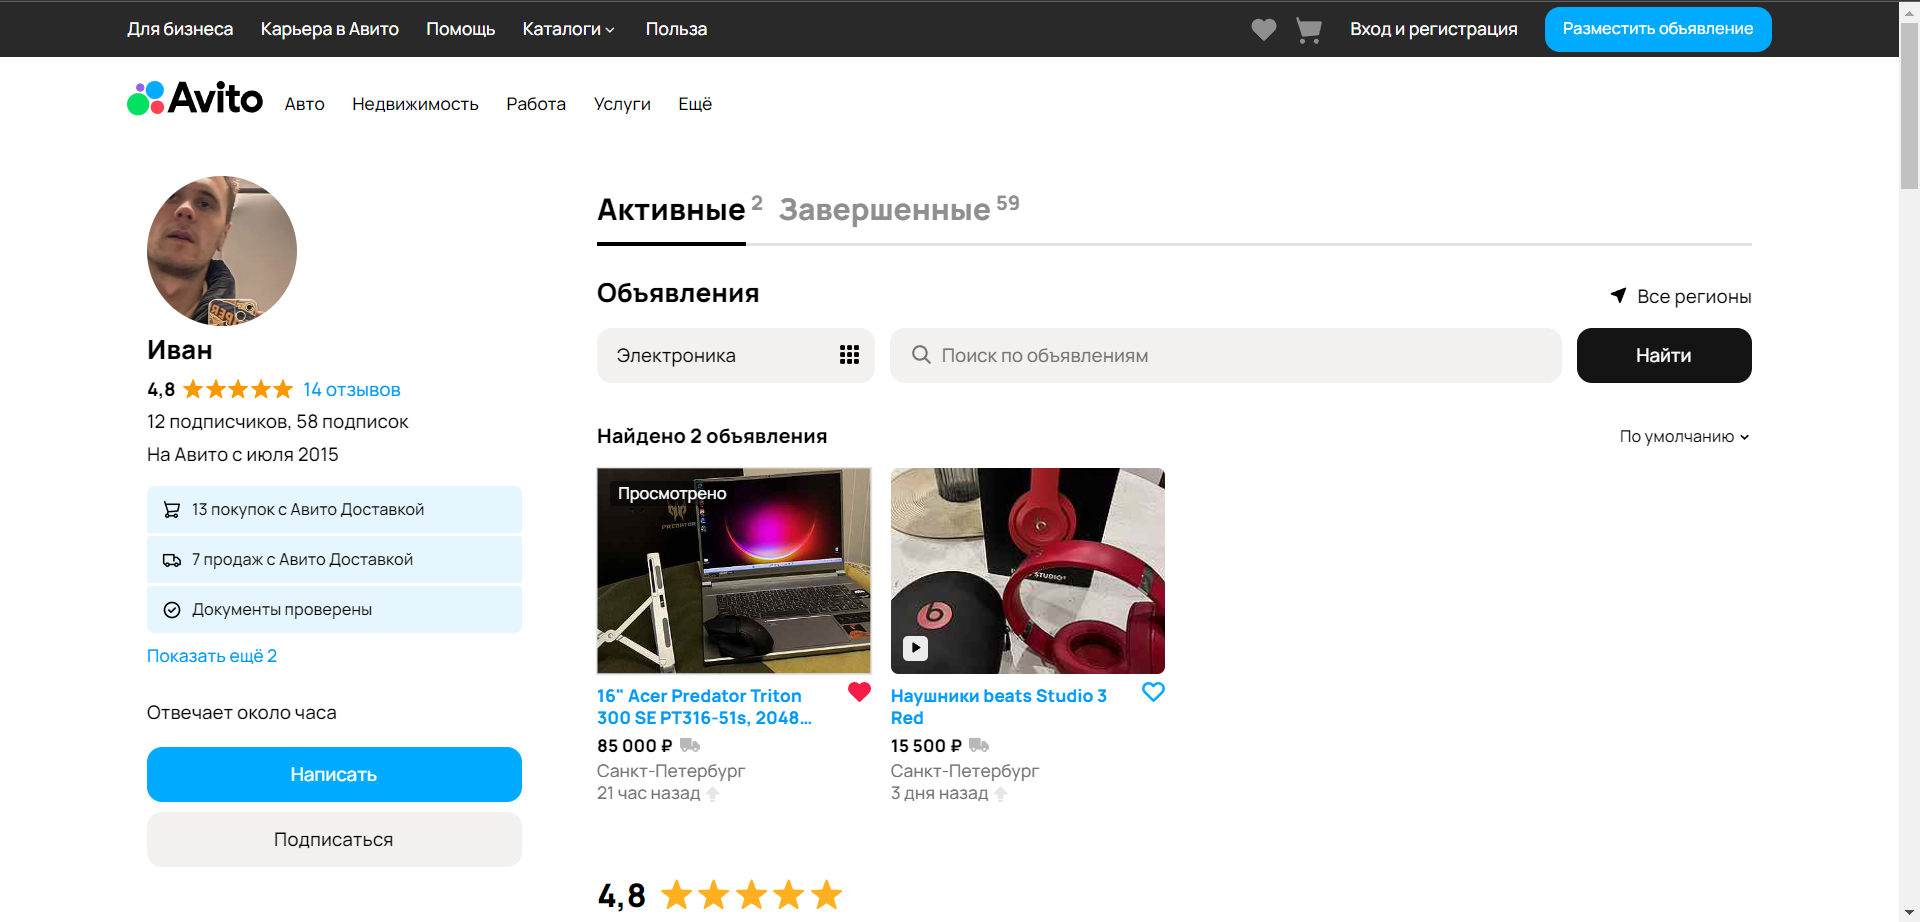 Для бизнеса Карьера в Авито Помощь Каталоги Польза Вход и регистрация Разместить объявление
Avito Авто Недвижимость Работа Услуги Ещё
Активные 2 Завершенные 59
Объявления
Все регионы
Электроника Поиск по объявлениям Найти
Найдено 2 объявления По умолчанию
Иван
4,8 14 отзывов
12 подписчиков, 58 подписок
На Авито с июля 2015
13 покупок с Авито Доставкой
7 продаж с Авито Доставкой
Документы проверены
Показать ещё 2
Отвечает около часа
Написать
Подписаться
Просмотрено
PREDATOR
16" Acer Predator Triton
300 SE PT316-51s, 2048...
85 000 ₽
Санкт-Петербург
21 час назад
STUDIO³
b
Наушники beats Studio 3
Red
15 500 ₽
Санкт-Петербург
3 дня назад
4,8